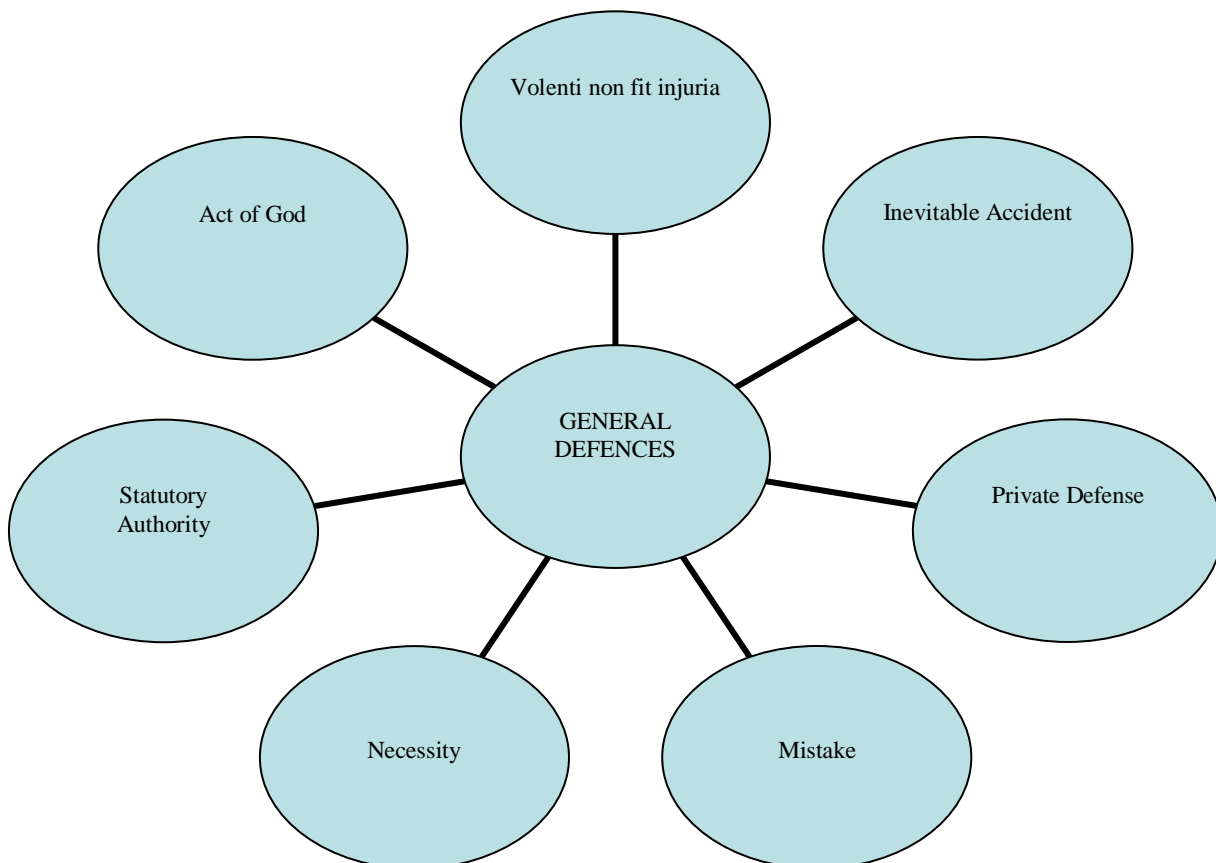 Volenti non fit injuria
Act of God
Inevitable Accident
GENERAL
DEFENCES
Statutory
Authority
Private Defense
Necessity
Mistake